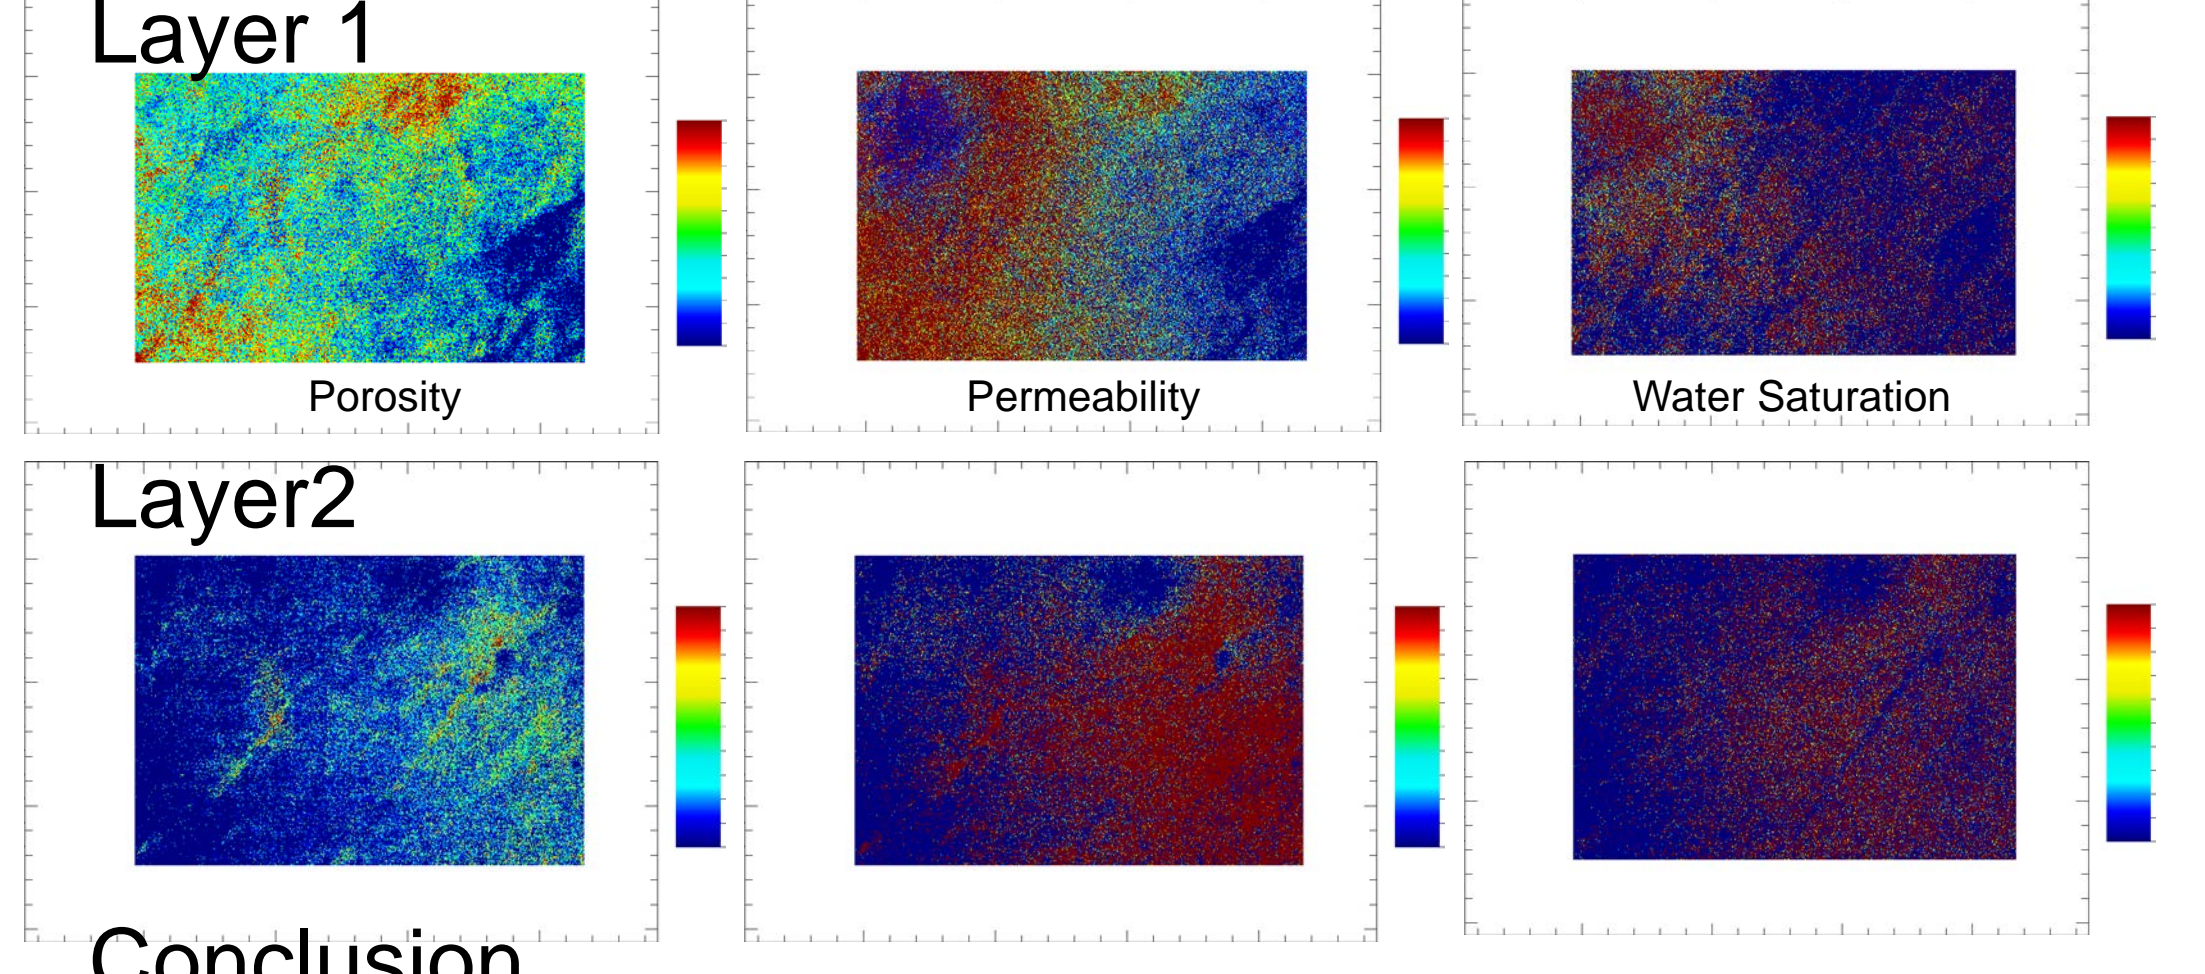 Layer 1
Porosity
Permeability
Water Saturation
Layer2
Conclusion